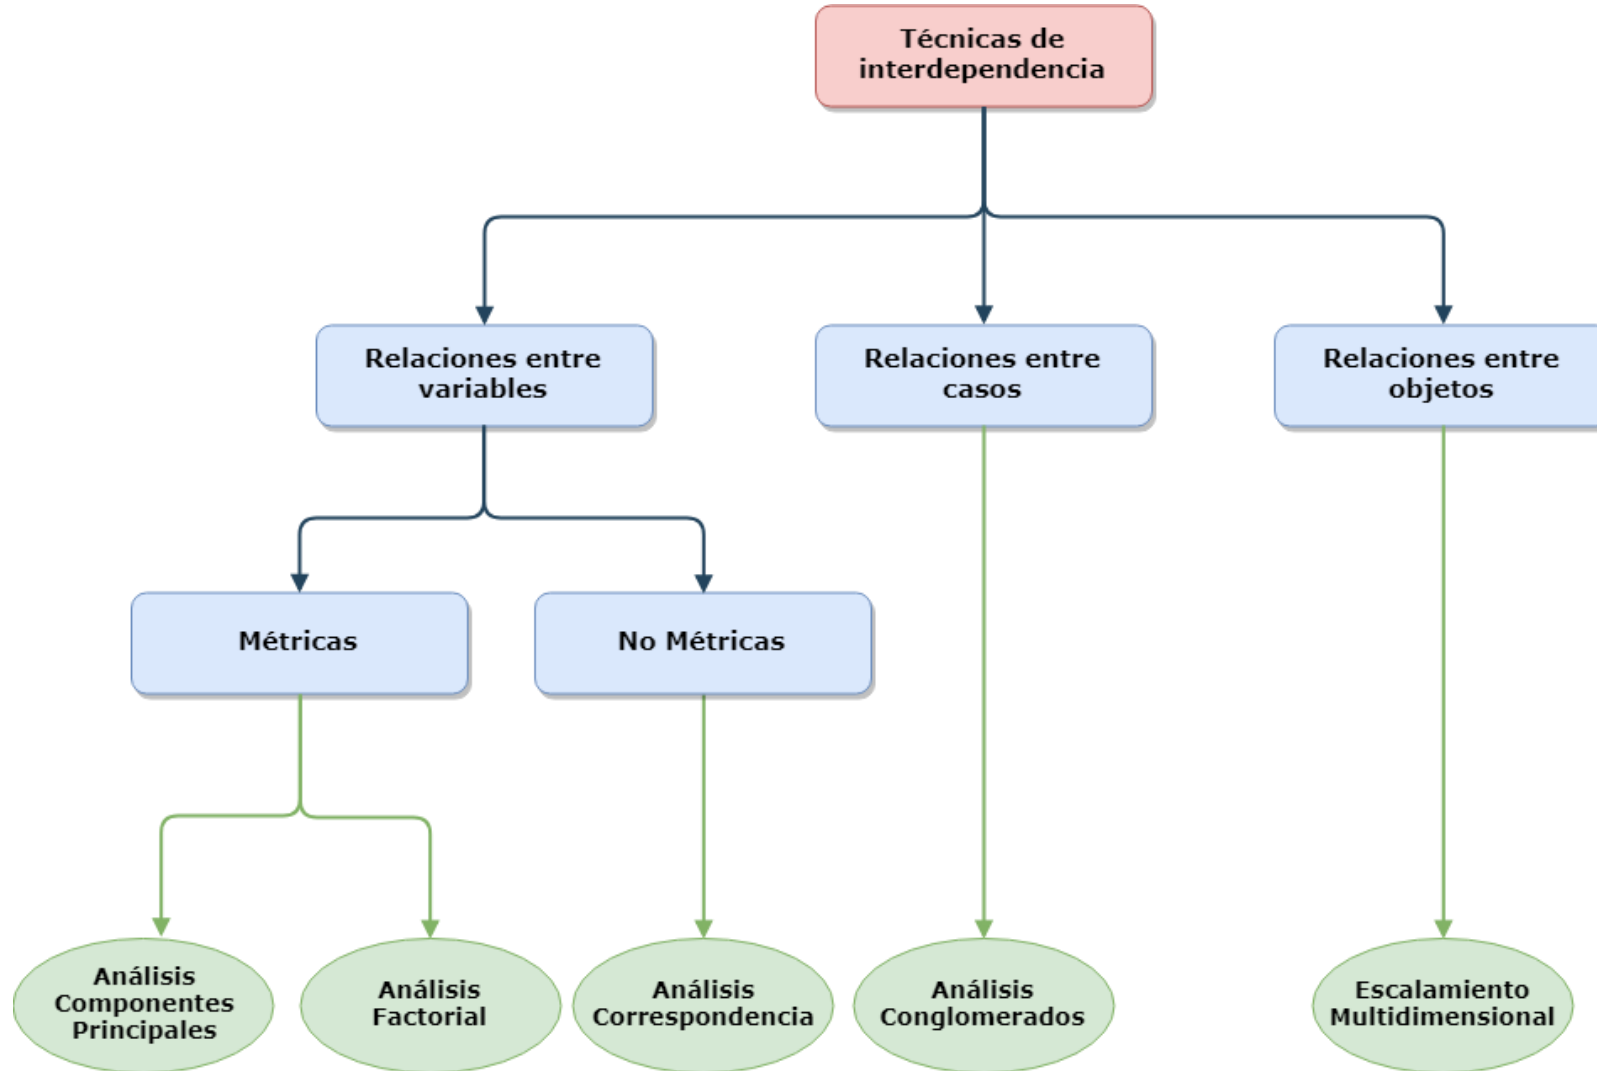 Técnicas de
interdependencia
Relaciones entre
variables
Relaciones entre
casos
Relaciones entre
objetos
Métricas
No Métricas
Análisis
Componentes
Principales
Análisis
Factorial
Análisis
Correspondencia
Análisis
Conglomerados
Escalamiento
Multidimensional